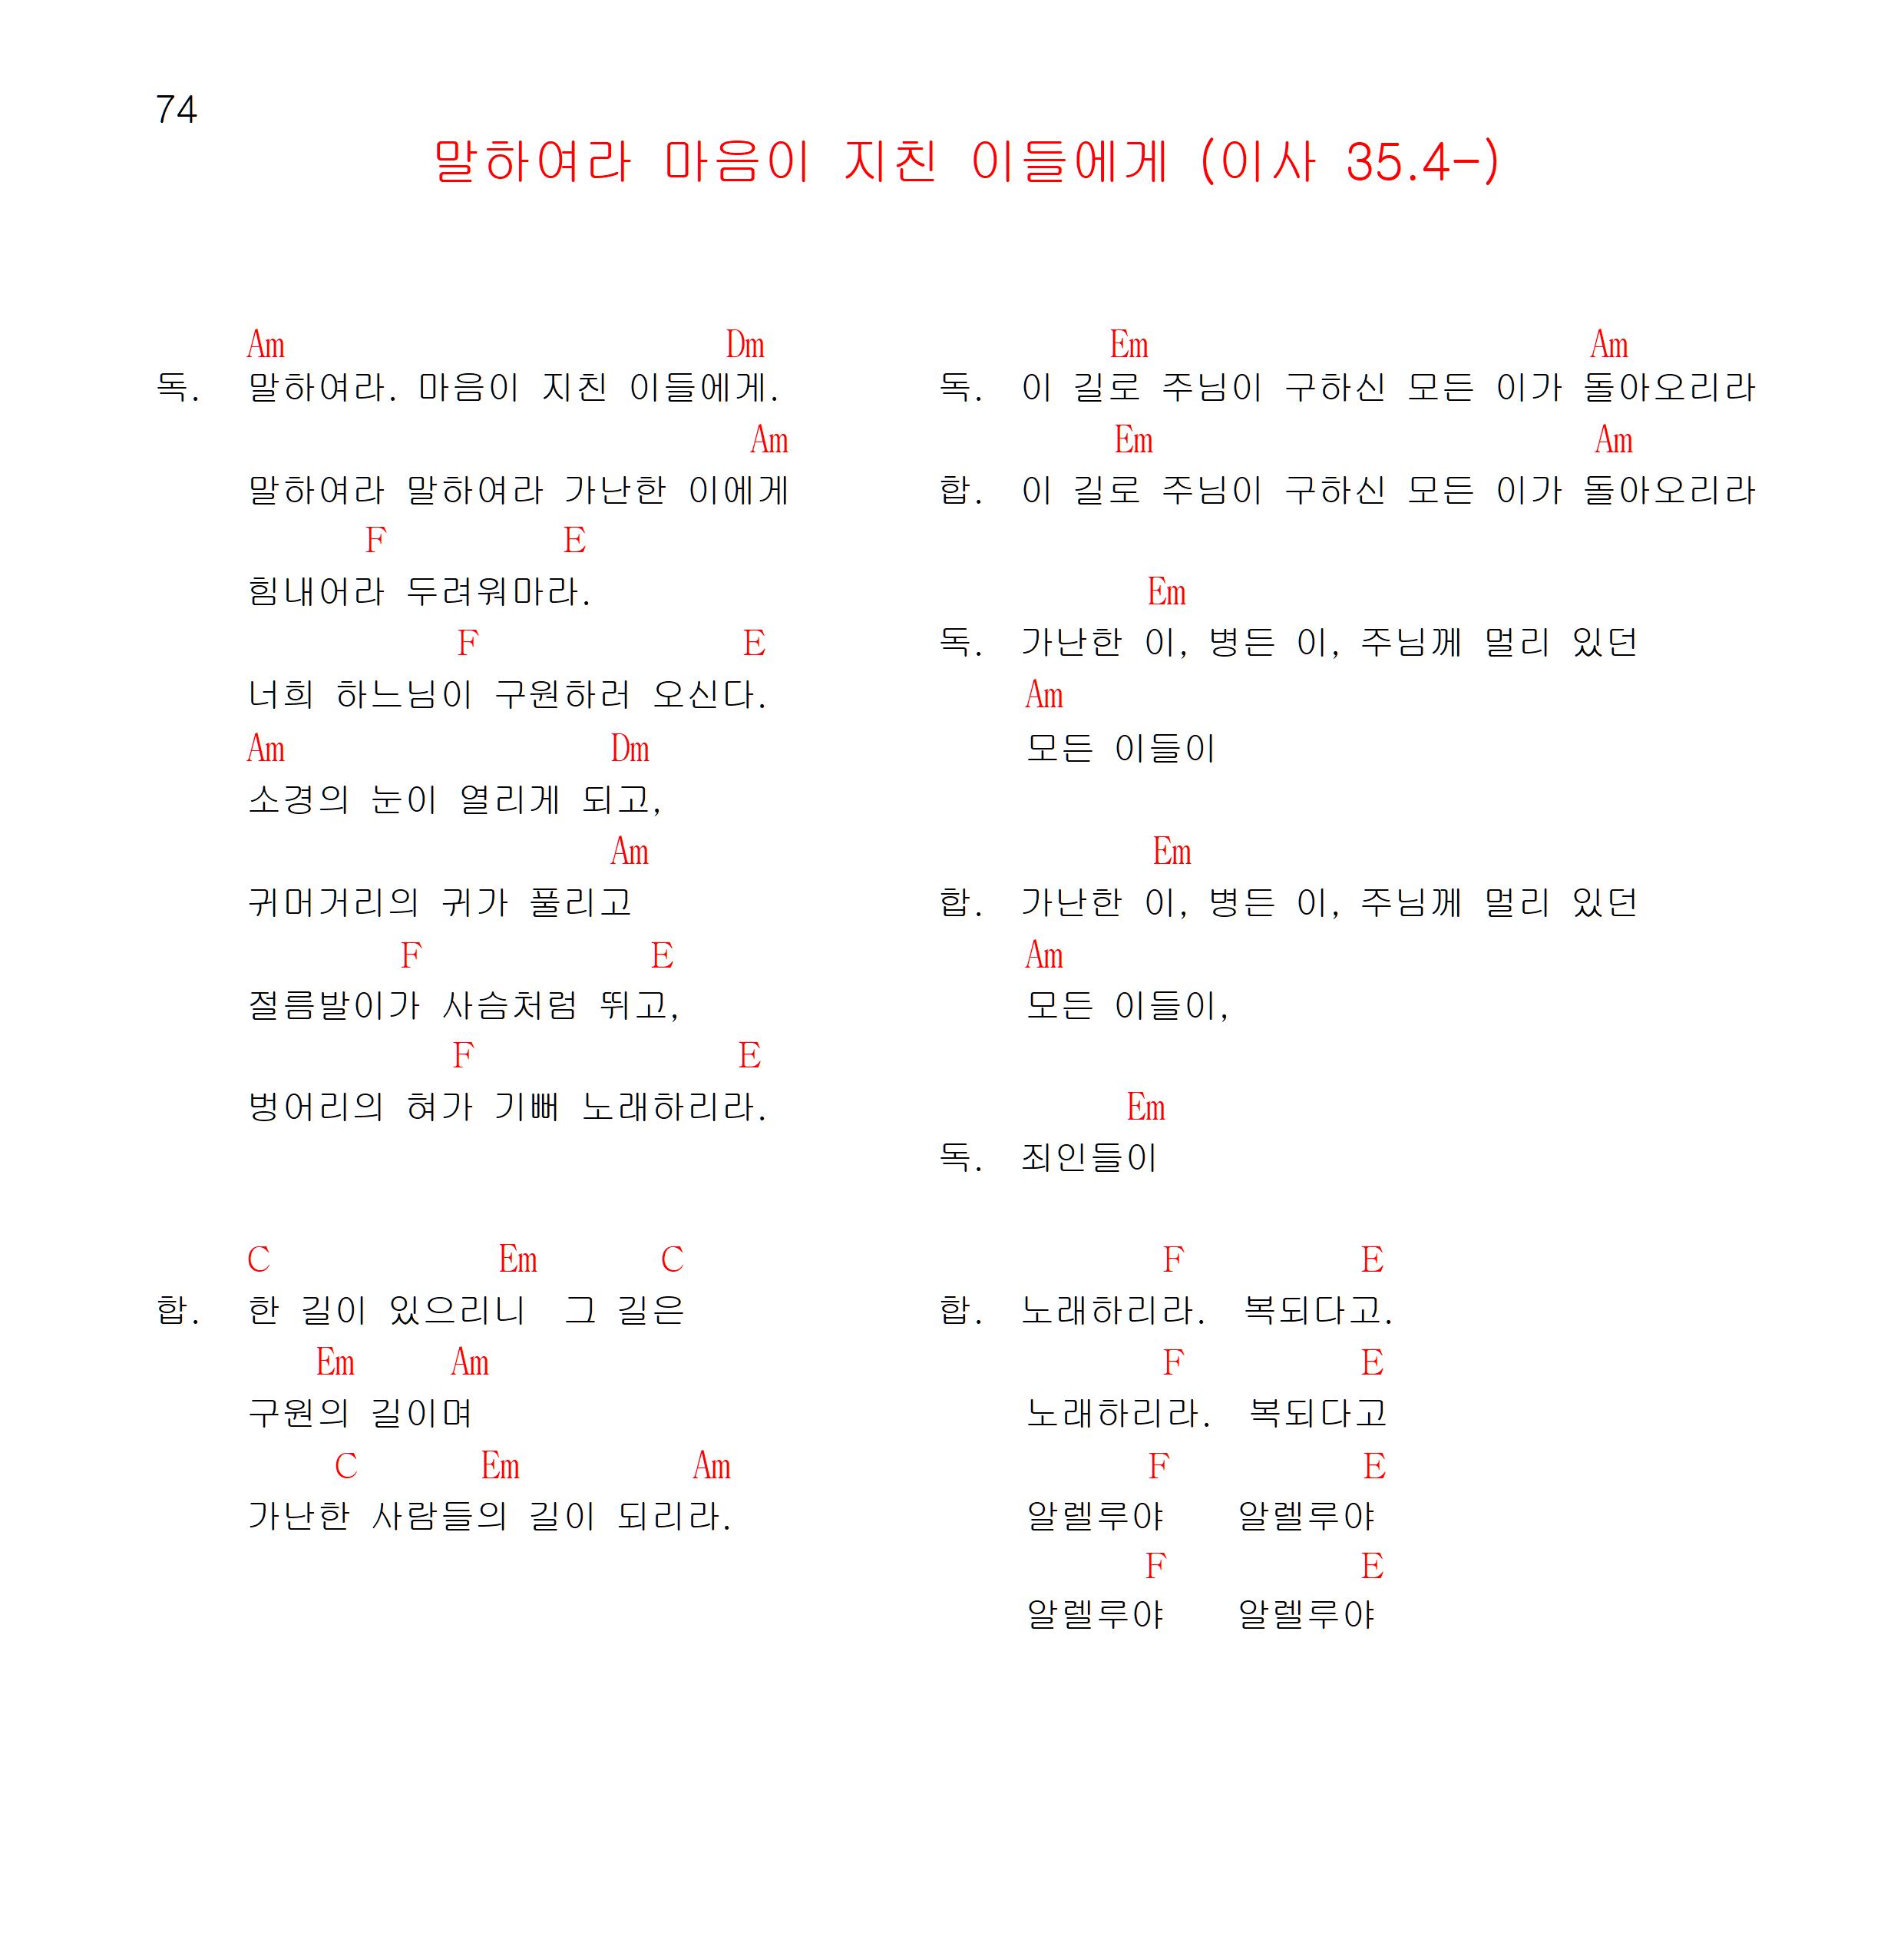 74
말하여라 마음이 지친 이들에게 (이사 35.4-)
Am Dm
독. 말하여라. 마음이 지친 이들에게.
Am
말하여라 말하여라 가난한 이에게
F E
힘내어라 두려워마라.
F E
너희 하느님이 구원하러 오신다.
Am Dm
소경의 눈이 열리게 되고,
Am
귀머거리의 귀가 풀리고
F E
절름발이가 사슴처럼 뛰고,
F E
벙어리의 혀가 기뻐 노래하리라.
C Em C
합. 한 길이 있으리니 그 길은
Em Am
구원의 길이며
C Em Am
가난한 사람들의 길이 되리라.
Em Am
독. 이 길로 주님이 구하신 모든 이가 돌아오리라
Em Am
합. 이 길로 주님이 구하신 모든 이가 돌아오리라
Em
독. 가난한 이, 병든 이, 주님께 멀리 있던
Am
모든 이들이
Em
합. 가난한 이, 병든 이, 주님께 멀리 있던
Am
모든 이들이,
Em
독. 죄인들이
F E
합. 노래하리라. 복되다고.
F E
노래하리라. 복되다고
F E
알렐루야 알렐루야
F E
알렐루야 알렐루야